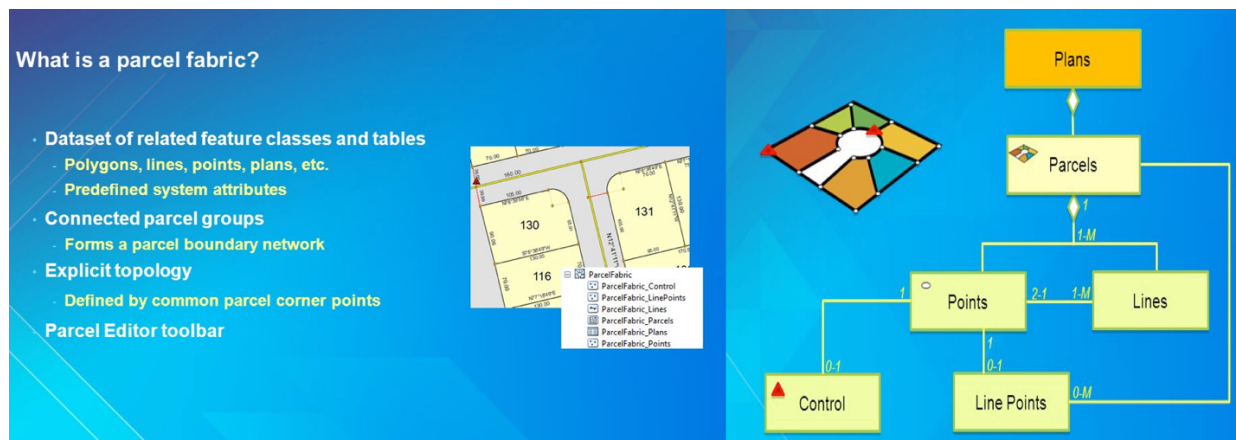 What is a parcel fabric?
Dataset of related feature classes and tables
- Polygons, lines, points, plans, etc.
- Predefined system attributes
Connected parcel groups
- Forms a parcel boundary network
Explicit topology
- Defined by common parcel corner points
Parcel Editor toolbar
160.00
130
131
116
ParcelFabric
ParcelFabric_Control
ParcelFabric_LinePoints
ParcelFabric_Lines
ParcelFabric_Parcels
ParcelFabric_Plans
ParcelFabric_Points
Plans
Parcels
1
1-M
1
Points
2-1
1-M
Lines
1
0-1
0-1
Control
Line Points
0-M